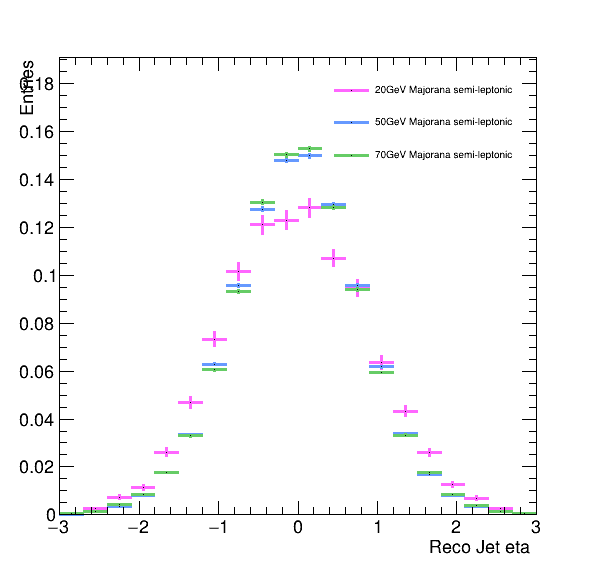 Entries
0.18
0.16
0.14
0.12
0.1
0.08
0.06
0.04
0.02
0
−3 −2 −1 0 1 2 3
Reco Jet eta
20GeV Majorana semi-leptonic
50GeV Majorana semi-leptonic
70GeV Majorana semi-leptonic